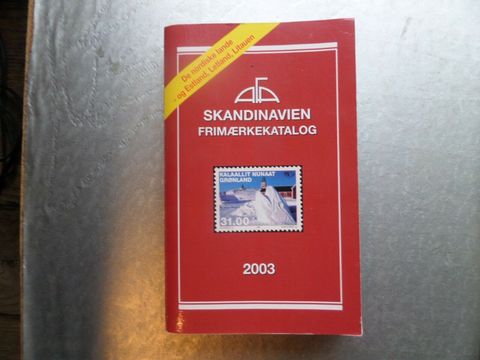 De nordiske lande
- og Estland, Letland, Litauen
AFA
SKANDINAVIEN
FRIMÆRKEKATALOG
KALAALLIT NUNAAT
GRØNLAND
31.00
2003